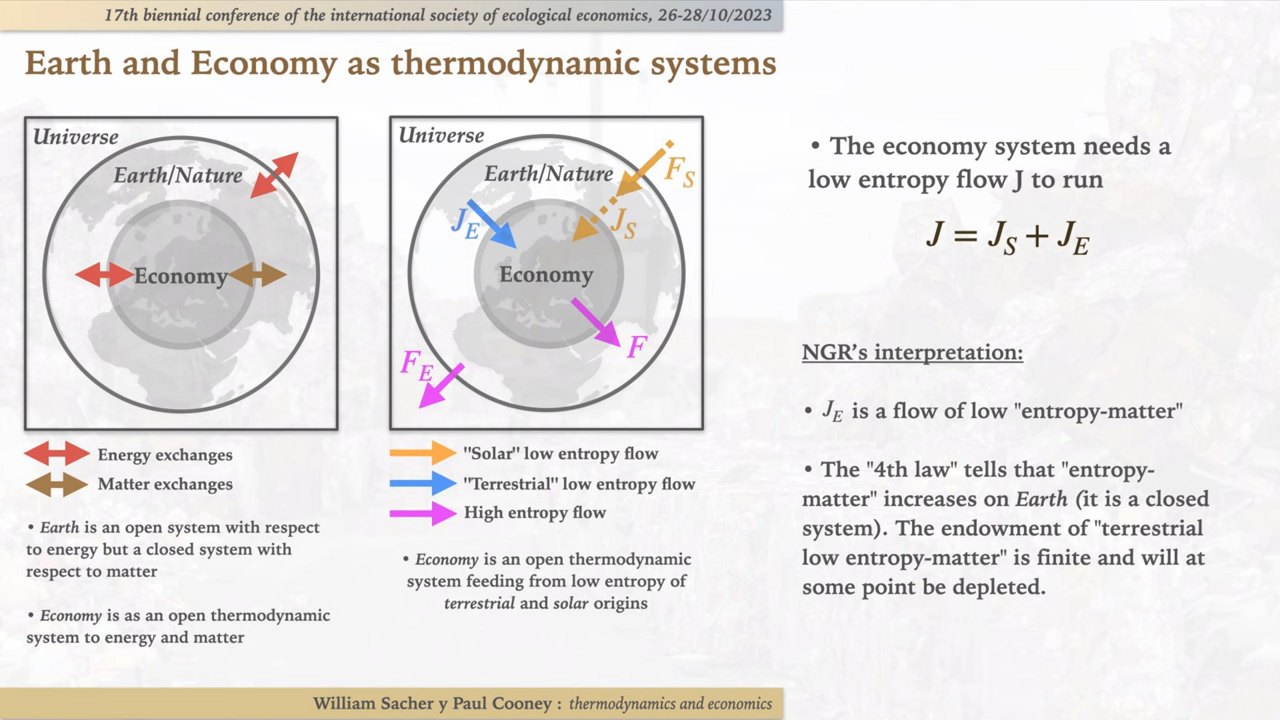 17th biennial conference of the international society of ecological economics, 26-28/10/2023
Earth and Economy as thermodynamic systems
Universe
Earth/Nature
Economy
Energy exchanges
Matter exchanges
• Earth is an open system with respect
to energy but a closed system with
respect to matter
• Economy is as an open thermodynamic
system to energy and matter
Universe
Earth/Nature
F_S
J_E
J_S
Economy
F
F_E
"Solar" low entropy flow
"Terrestrial" low entropy flow
High entropy flow
• Economy is an open thermodynamic
system feeding from low entropy of
terrestrial and solar origins
• The economy system needs a
low entropy flow J to run
J = J_S + J_E
NGR's interpretation:
• J_E is a flow of low "entropy-matter"
• The "4th law" tells that "entropy-
matter" increases on Earth (it is a closed
system). The endowment of "terrestrial
low entropy-matter" is finite and will at
some point be depleted.
William Sacher y Paul Cooney : thermodynamics and economics